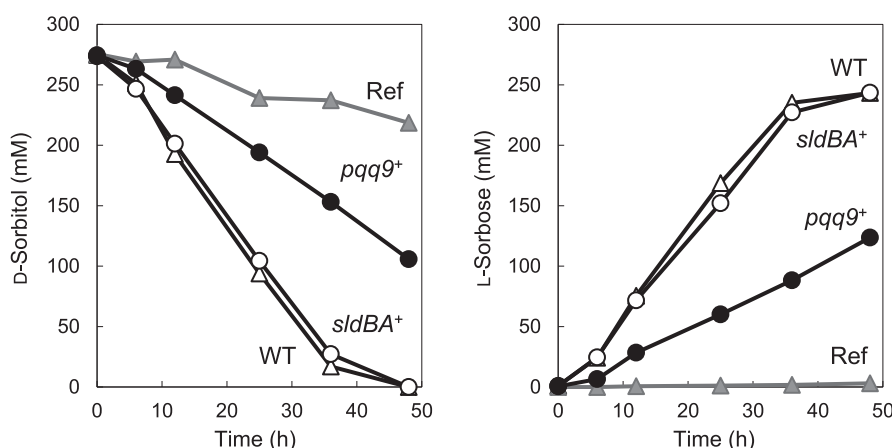 300
250
200
150
100
50
0
D-Sorbitol (mM)
Ref
pqq9+
sldBA+
WT
0 10 20 30 40 50
Time (h)
300
250
200
150
100
50
0
L-Sorbose (mM)
WT
sldBA+
pqq9+
Ref
0 10 20 30 40 50
Time (h)